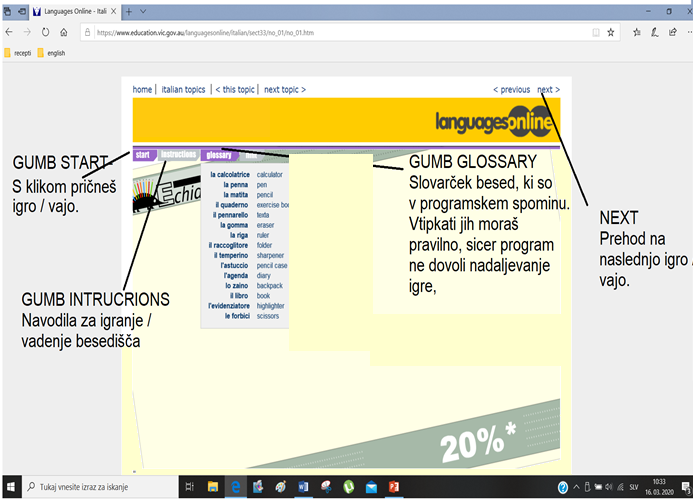 Languages Online - Itali
https://www.education.vic.gov.au/languagesonline/italian/sect33/no_01/no_01.htm
recepti english
home | italian topics | < this topic | next topic > < previous next >
languagesonline
start instructions glossary
GUMB START-
S klikom pričneš
igro / vajo.
GUMB INTRUCRIONS
Navodila za igranje /
vadenje besedišča
Echid
la calcolatrice calculator
la penna pen
la matita pencil
il quaderno exercise boo
il pennarello texta
la gomma eraser
la riga ruler
il raccoglitore folder
il temperino sharpener
l'astuccio pencil case
l'agenda diary
lo zaino backpack
il libro book
l'evidenziatore highlighter
le forbici scissors
GUMB GLOSSARY
Slovarček besed, ki so
v programskem spominu.
Vtipkati jih moraš
pravilno, sicer program
ne dovoli nadaljevanje
igre,
NEXT
Prehod na
naslednjo igro /
vajo.
20%*
Tukaj vnesite izraz za iskanje
SLV
10:33
16. 03. 2020